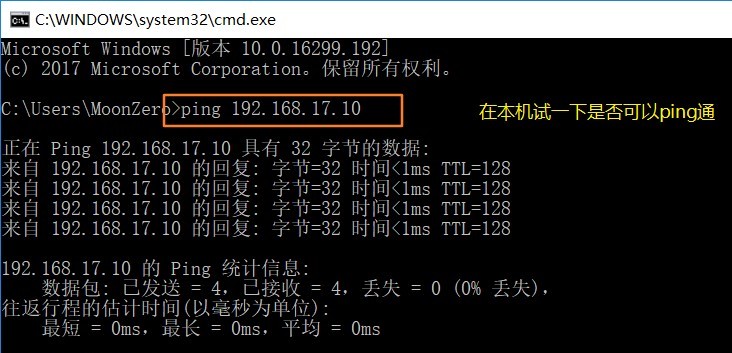 C:\WINDOWS\system32\cmd.exe
Microsoft Windows [版本 10.0.16299.192]
(c) 2017 Microsoft Corporation。保留所有权利。
C:\Users\MoonZero>ping 192.168.17.10
在本机试一下是否可以ping通
正在 Ping 192.168.17.10 具有 32 字节的数据:
来自 192.168.17.10 的回复: 字节=32 时间<1ms TTL=128
来自 192.168.17.10 的回复: 字节=32 时间<1ms TTL=128
来自 192.168.17.10 的回复: 字节=32 时间<1ms TTL=128
来自 192.168.17.10 的回复: 字节=32 时间<1ms TTL=128
192.168.17.10 的 Ping 统计信息:
数据包: 已发送 = 4，已接收 = 4，丢失 = 0 (0% 丢失)，
往返行程的估计时间(以毫秒为单位):
最短 = 0ms，最长 = 0ms，平均 = 0ms